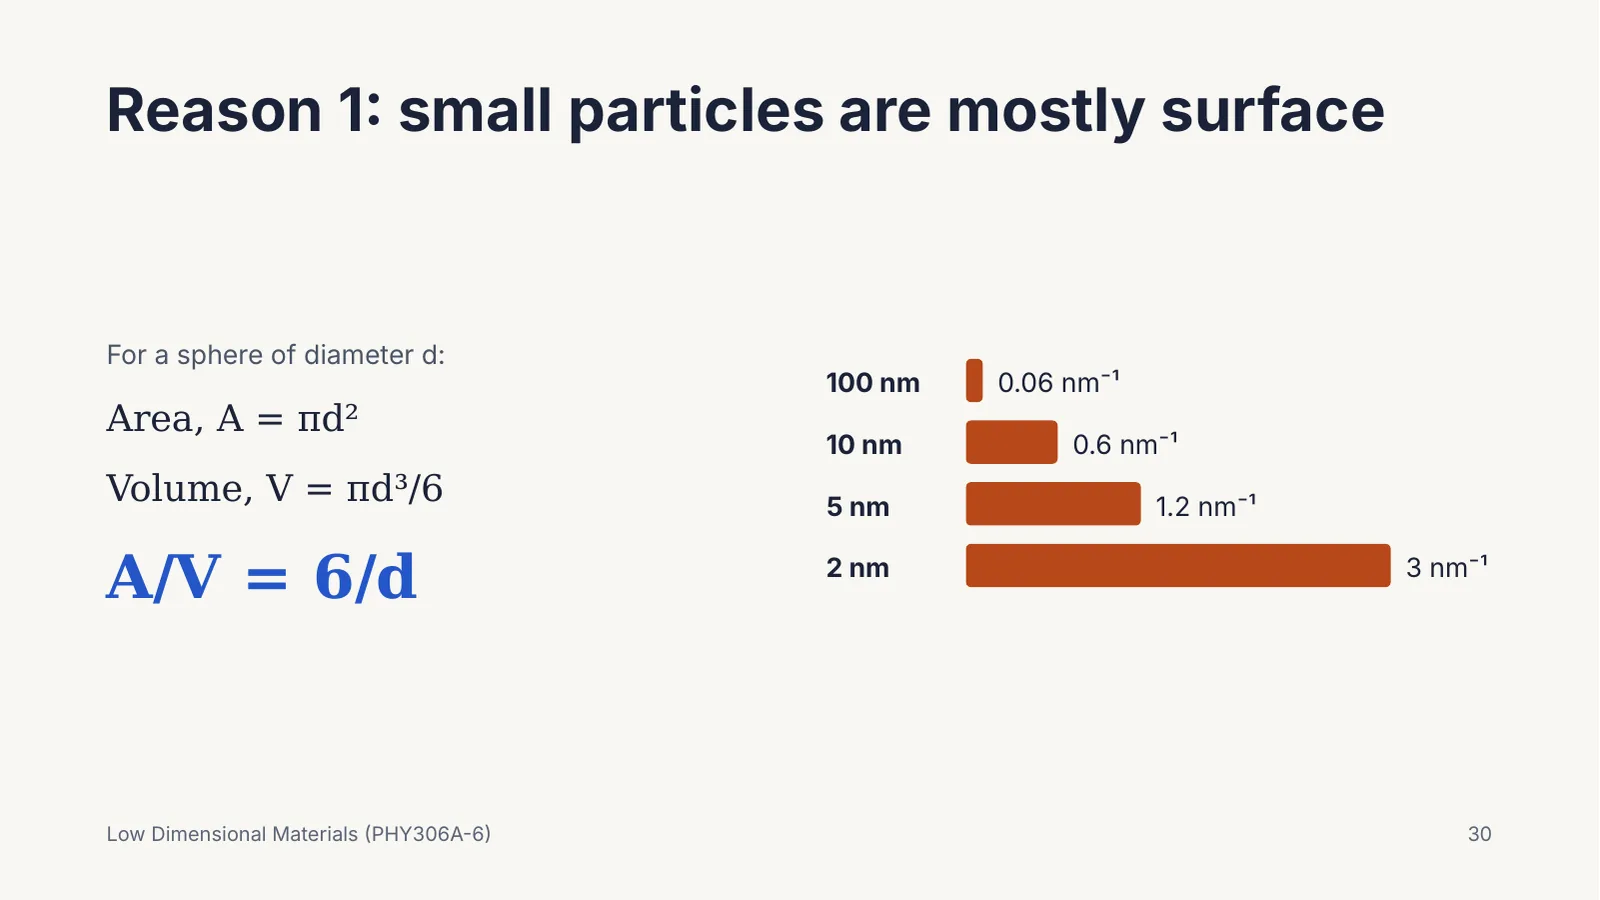 Reason 1: small particles are mostly surface
For a sphere of diameter d:
Area, A = πd²
Volume, V = πd³/6
A/V = 6/d
100 nm 0.06 nm⁻¹
10 nm 0.6 nm⁻¹
5 nm 1.2 nm⁻¹
2 nm 3 nm⁻¹
Low Dimensional Materials (PHY306A-6)
30